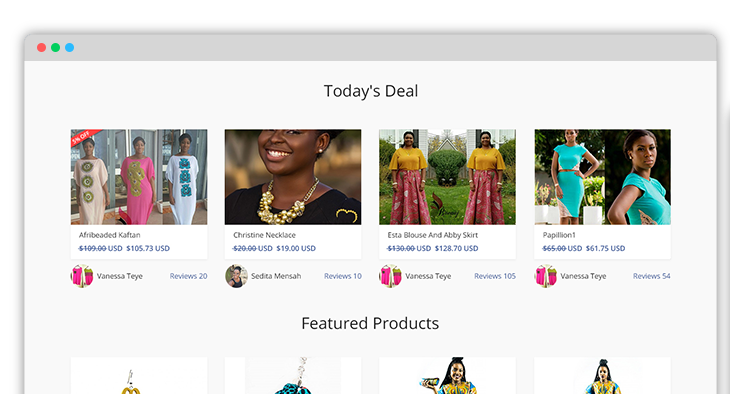 Today's Deal
5% OFF
Afribeaded Kaftan
$109.00 USD $105.73 USD
Vanessa Teye Reviews 20
Christine Necklace
$20.00 USD $19.00 USD
Sedita Mensah Reviews 10
Esta Blouse And Abby Skirt
$130.00 USD $128.70 USD
Vanessa Teye Reviews 105
Papillion1
$65.00 USD $61.75 USD
Vanessa Teye Reviews 54
Featured Products